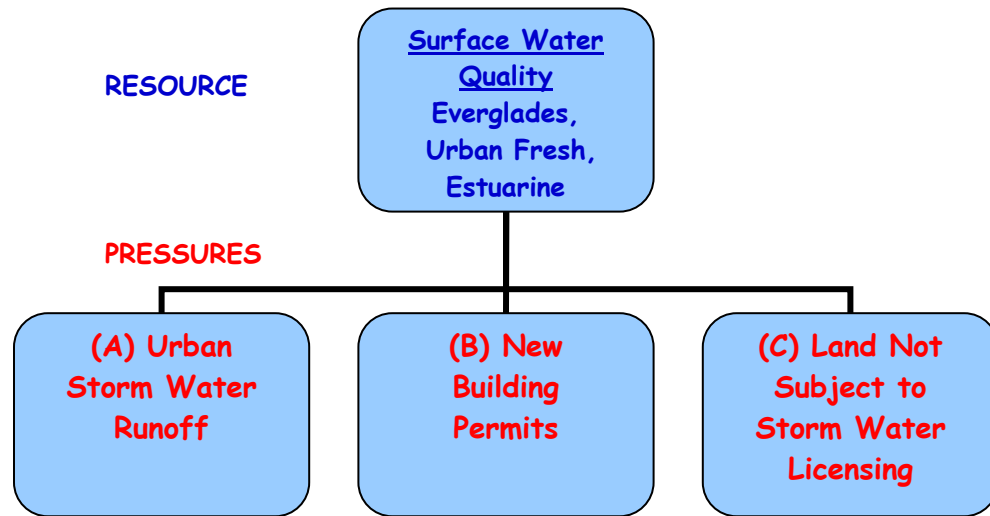 Surface Water
Quality
Everglades,
Urban Fresh,
Estuarine
RESOURCE
PRESSURES
(A) Urban
Storm Water
Runoff
(B) New
Building
Permits
(C) Land Not
Subject to
Storm Water
Licensing